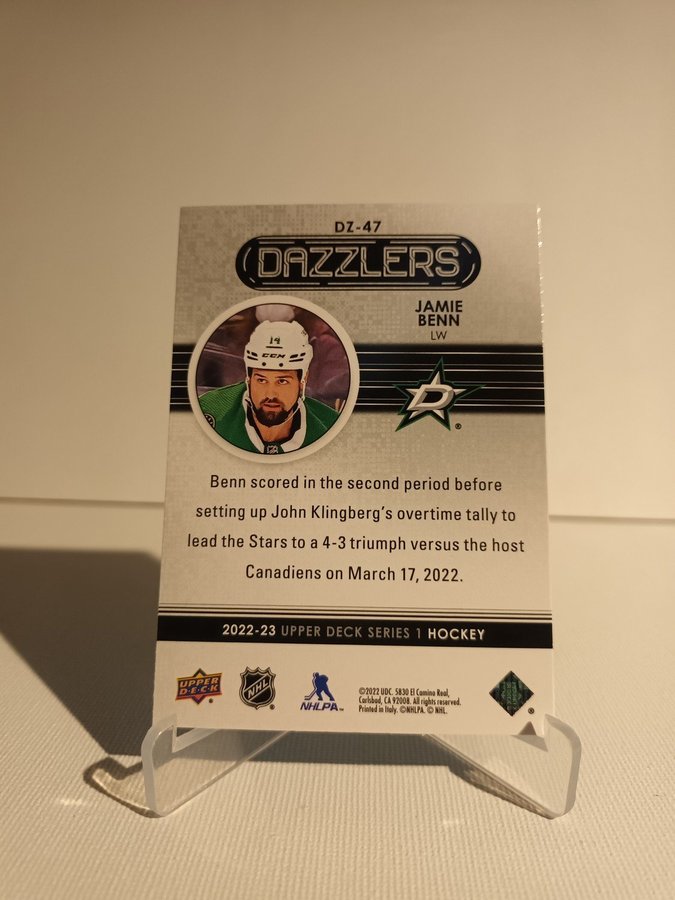 DZ-47
DAZZLERS
JAMIE
BENN
LW
14
CCM
D
®
Benn scored in the second period before
setting up John Klingberg's overtime tally to
lead the Stars to a 4-3 triumph versus the host
Canadiens on March 17, 2022.
2022-23 UPPER DECK SERIES 1 HOCKEY
UPPER
DECK
®
NHL
®
NHLPA™
©2022 UDC. 5830 El Camino Real,
Carlsbad, CA 92008. All rights reserved.
Printed in Italy. ©NHLPA. © NHL.
®